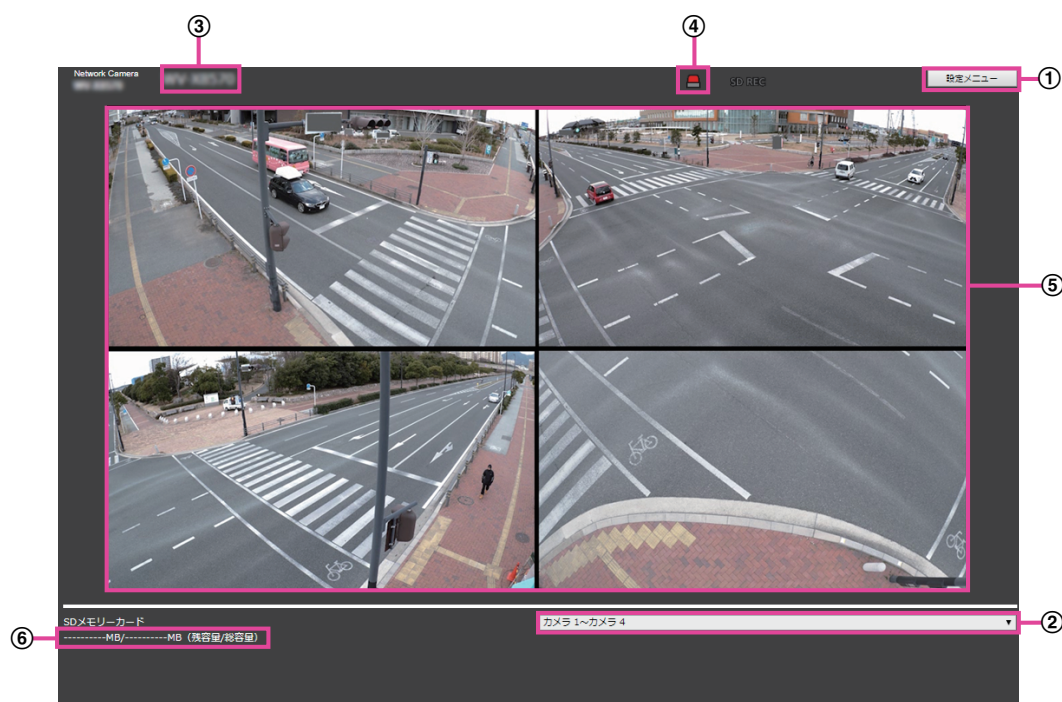 ③
④
Network Camera
SD REC
設定メニュー
①
⑤
SDメモリーカード
----------MB/----------MB（残容量/総容量）
⑥
カメラ 1～カメラ 4 ▼
②